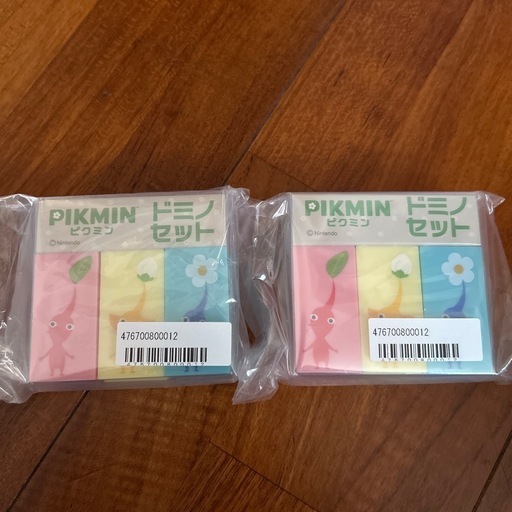 PIKMIN
ピクミン
©Nintendo
ドミノ
セット
476700800012
PIKMIN
ピクミン
©Nintendo
ドミノ
セット
476700800012